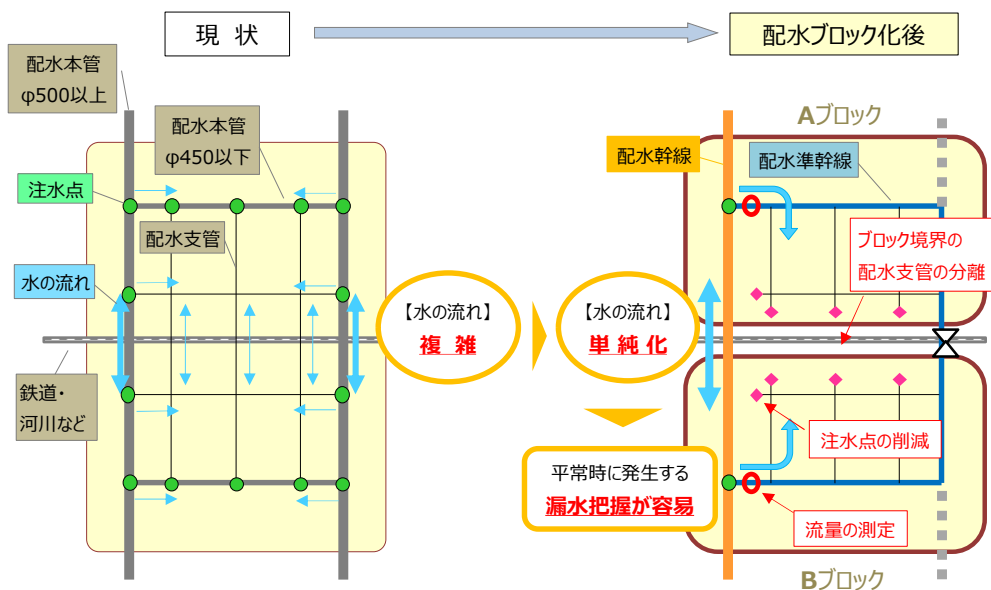 現 状
配水ブロック化後
配水本管
φ500以上
配水本管
φ450以下
注水点
配水支管
水の流れ
鉄道・
河川など
【水の流れ】
複 雑
【水の流れ】
単 純 化
平常時に発生する
漏水把握が容易
Aブロック
配水幹線
配水準幹線
ブロック境界の
配水支管の分離
注水点の削減
流量の測定
Bブロック